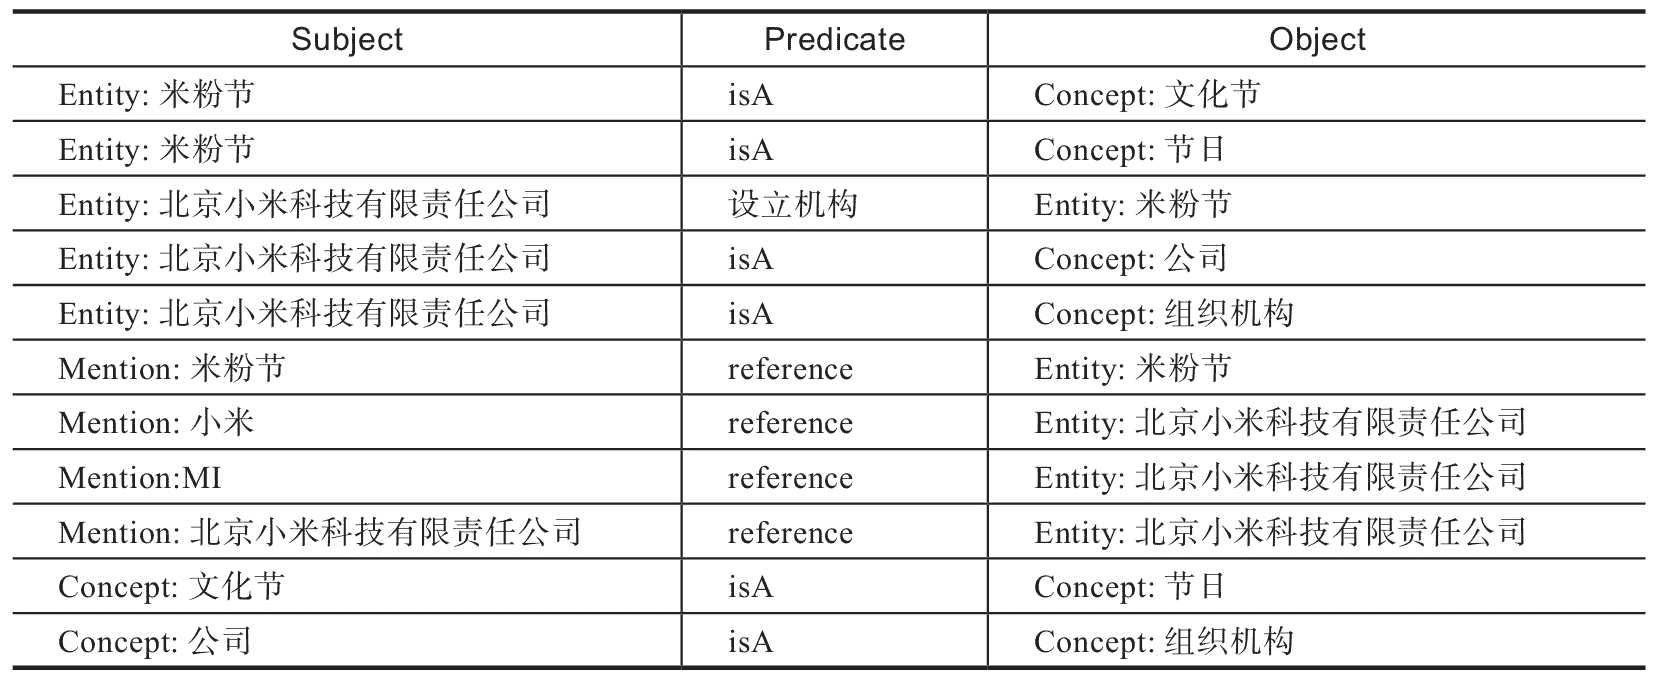 Subject Predicate Object
Entity: 米粉节 isA Concept: 文化节
Entity: 米粉节 isA Concept: 节日
Entity: 北京小米科技有限责任公司 设立机构 Entity: 米粉节
Entity: 北京小米科技有限责任公司 isA Concept: 公司
Entity: 北京小米科技有限责任公司 isA Concept: 组织机构
Mention: 米粉节 reference Entity: 米粉节
Mention: 小米 reference Entity: 北京小米科技有限责任公司
Mention:MI reference Entity: 北京小米科技有限责任公司
Mention: 北京小米科技有限责任公司 reference Entity: 北京小米科技有限责任公司
Concept: 文化节 isA Concept: 节日
Concept: 公司 isA Concept: 组织机构